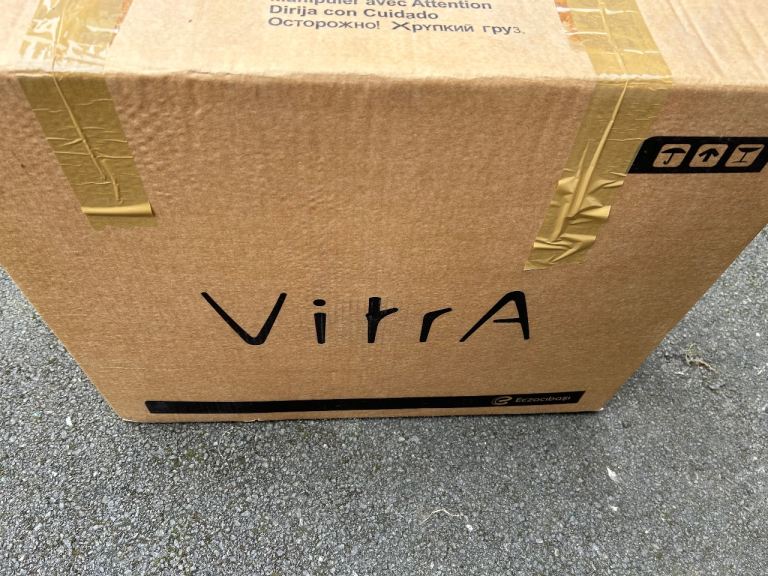 Manipuler avec Attention
Dirija con Cuidado
Осторожно! Хрупкий груз.
VitrA
Eczacıbaşı